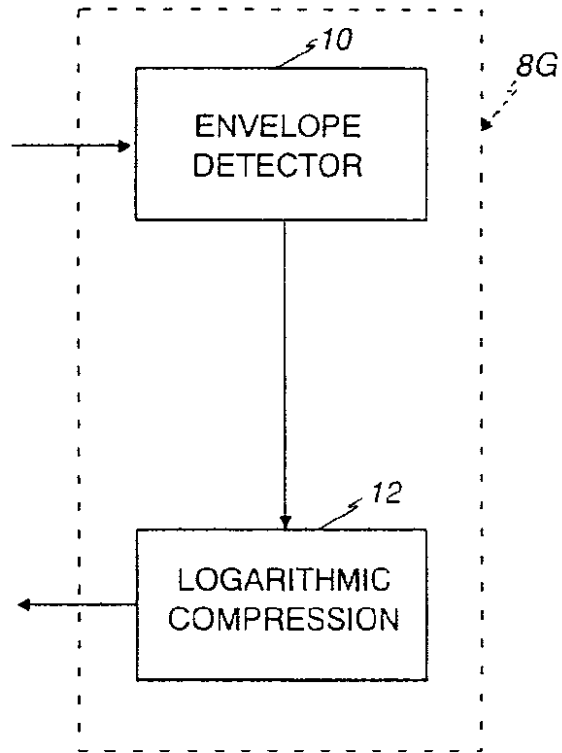 10
8G
ENVELOPE
DETECTOR
12
LOGARITHMIC
COMPRESSION